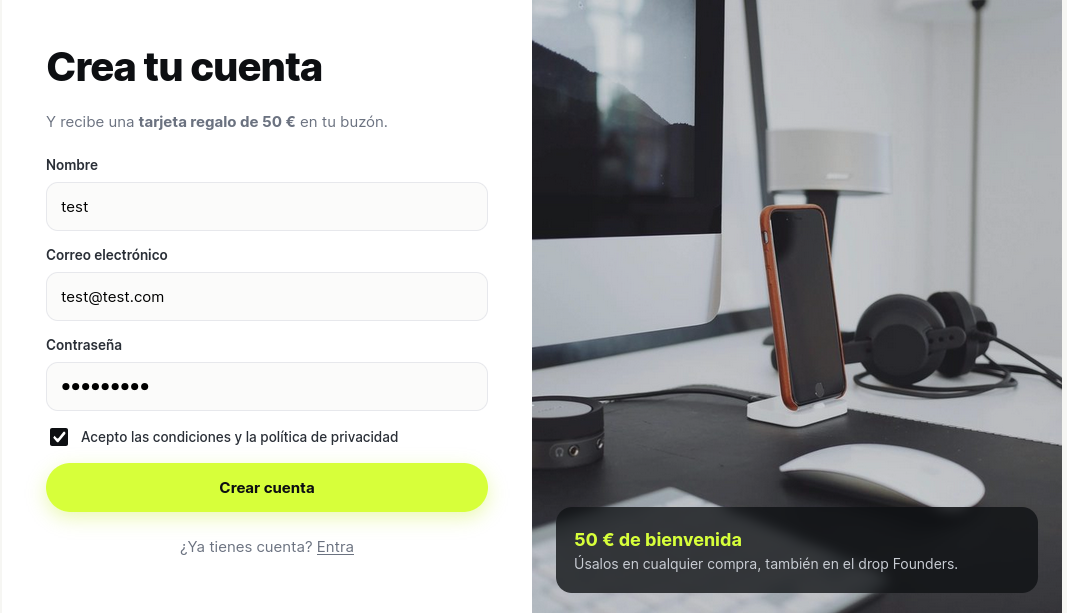 Crea tu cuenta
Y recibe una tarjeta regalo de 50 € en tu buzón.
Nombre
test
Correo electrónico
test@test.com
Contraseña
●●●●●●●●●
Acepto las condiciones y la política de privacidad
Crear cuenta
¿Ya tienes cuenta? Entra
50 € de bienvenida
Úsalos en cualquier compra, también en el drop Founders.